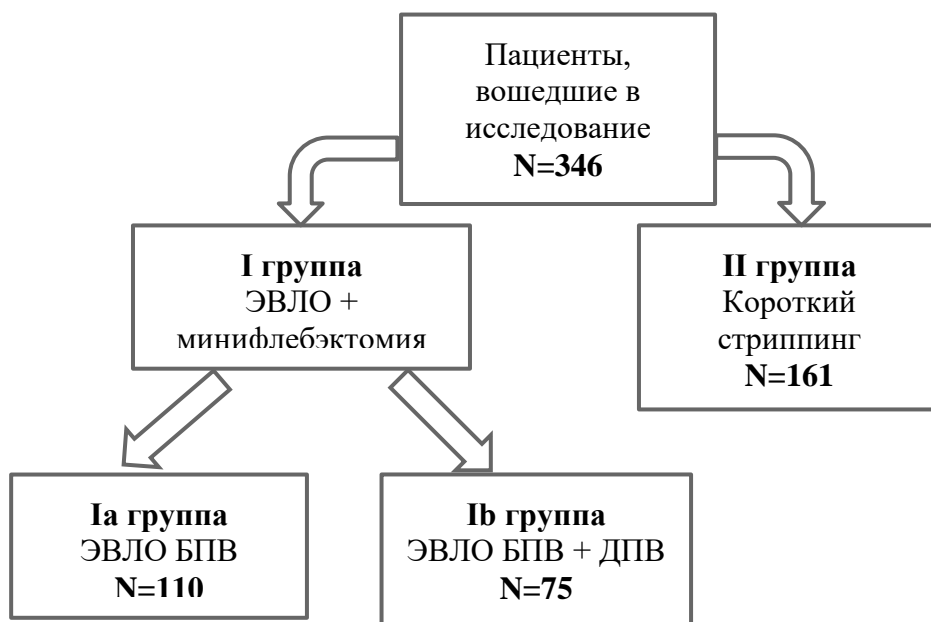 Пациенты,
вошедшие в
исследование
N=346
I группа
ЭВЛО +
минифлебэктомия
II группа
Короткий
стриппинг
N=161
Ia группа
ЭВЛО БПВ
N=110
Ib группа
ЭВЛО БПВ + ДПВ
N=75